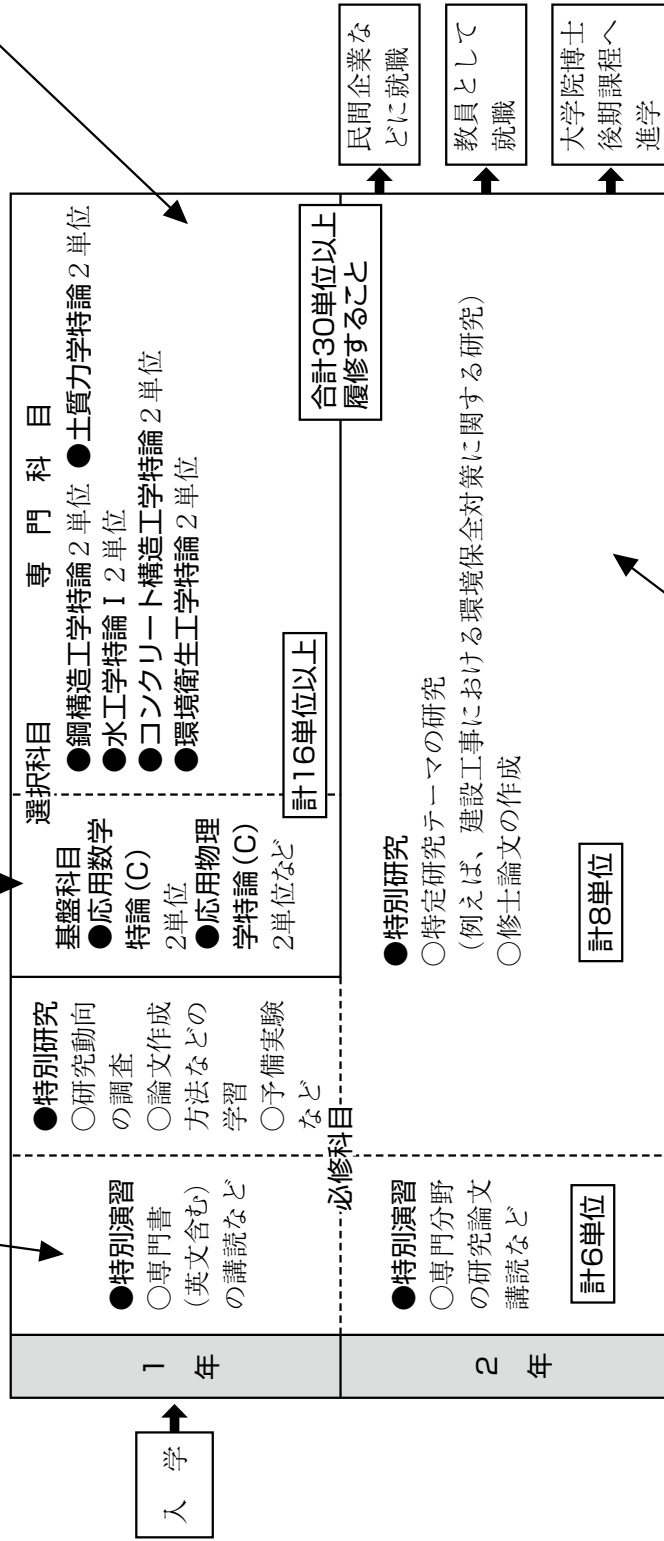 入 学
1 年
●特別演習
○専門書
(英文含む)
の講読など
●特別研究
○研究動向
の調査
○論文作成
方法などの
学習
○予備実験
など
必修科目
選択科目
基盤科目
●応用数学
特論(C)
2単位
●応用物理
学特論(C)
2単位など
専 門 科 目
●鋼構造工学特論2単位 ●土質力学特論2単位
●水工学特論Ⅰ2単位
●コンクリート構造工学特論2単位
●環境衛生工学特論2単位
計16単位以上
合計30単位以上
履修すること
2 年
●特別演習
○専門分野
の研究論文
講読など
計6単位
●特別研究
○特定研究テーマの研究
(例えば、建設工事における環境保全対策に関する研究)
○修士論文の作成
計8単位
民間企業な
どに就職
教員として
就職
大学院博士
後期課程へ
進学